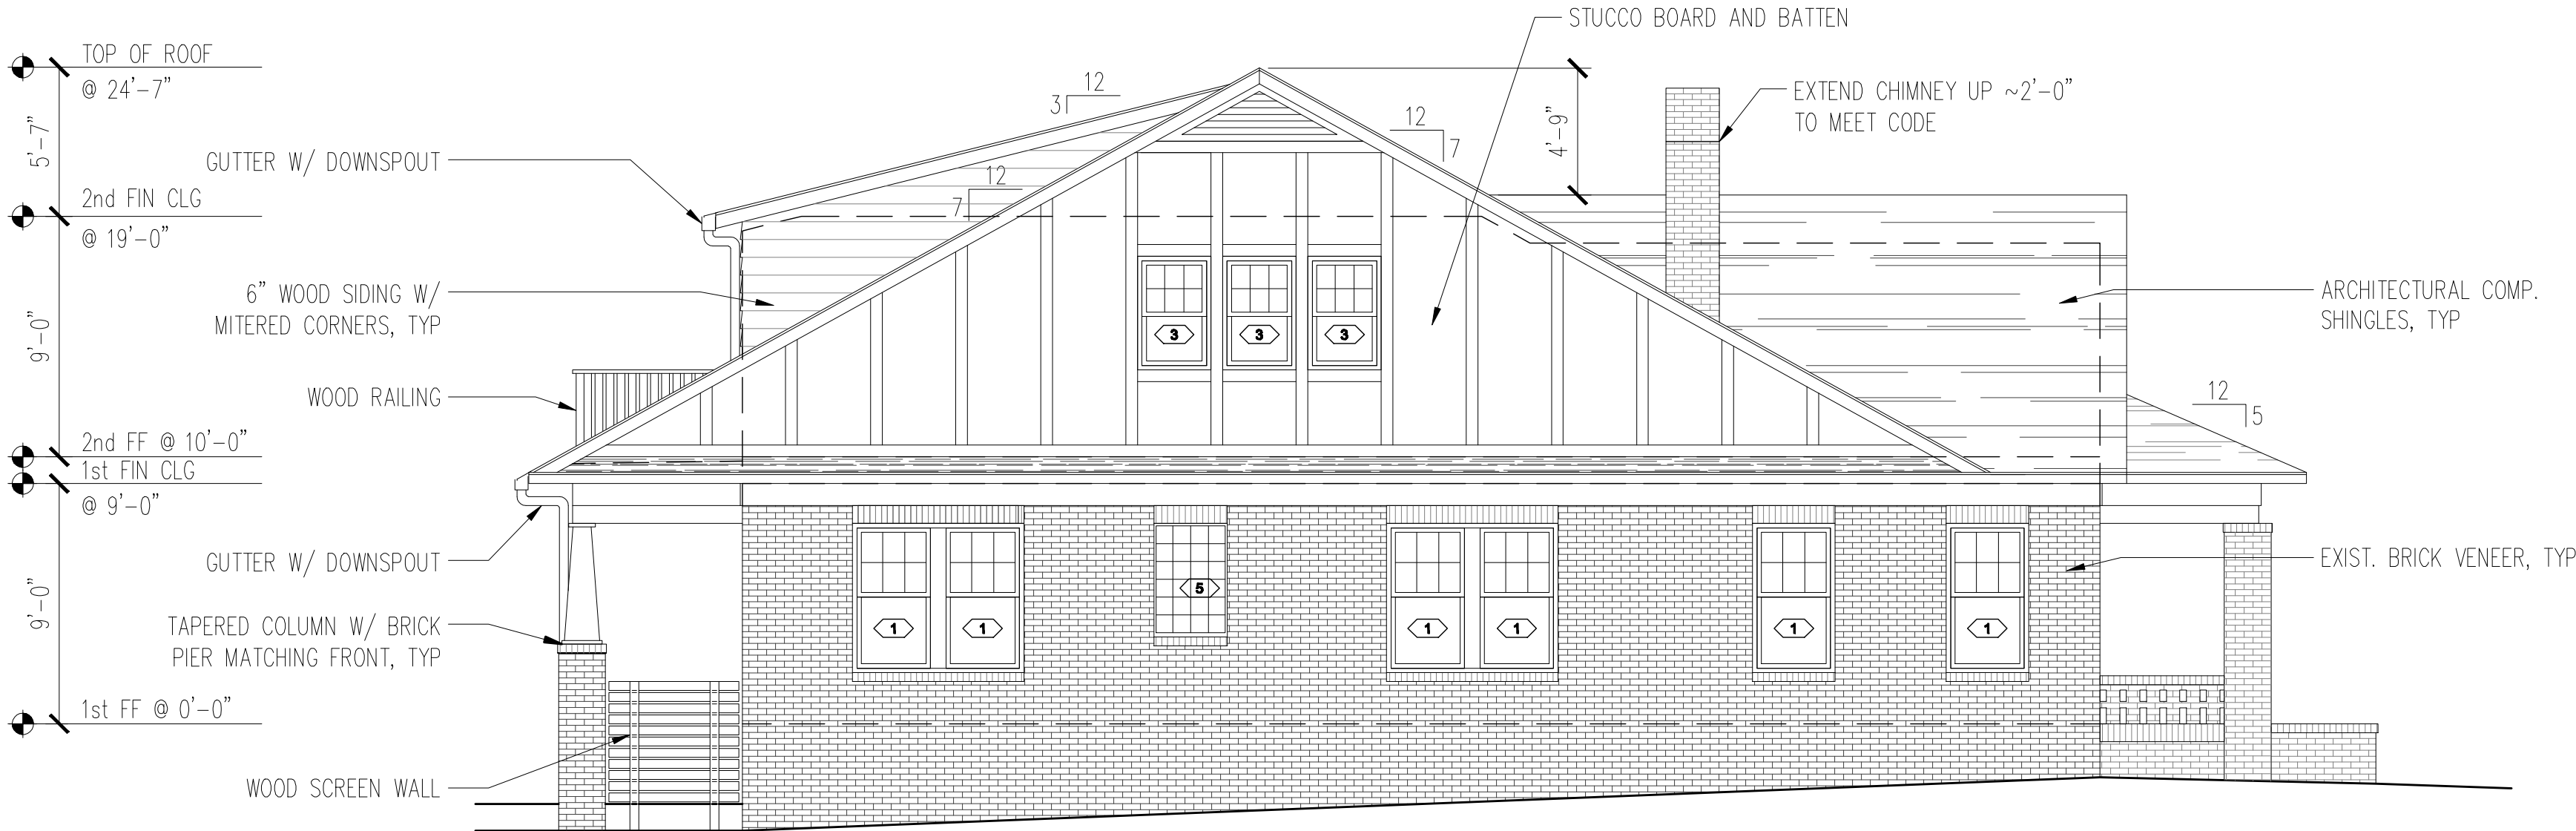 STUCCO BOARD AND BATTEN
TOP OF ROOF
@ 24'-7"
12
3
EXTEND CHIMNEY UP ~2'-0"
TO MEET CODE
12
7
4'-9"
5'-7"
GUTTER W/ DOWNSPOUT
12
7
2nd FIN CLG
@ 19'-0"
6" WOOD SIDING W/
MITERED CORNERS, TYP
ARCHITECTURAL COMP.
SHINGLES, TYP
9'-0"
3
3
3
WOOD RAILING
12
5
2nd FF @ 10'-0"
1st FIN CLG
@ 9'-0"
GUTTER W/ DOWNSPOUT
EXIST. BRICK VENEER, TYP
9'-0"
5
TAPERED COLUMN W/ BRICK
PIER MATCHING FRONT, TYP
1
1
1
1
1
1
1st FF @ 0'-0"
WOOD SCREEN WALL